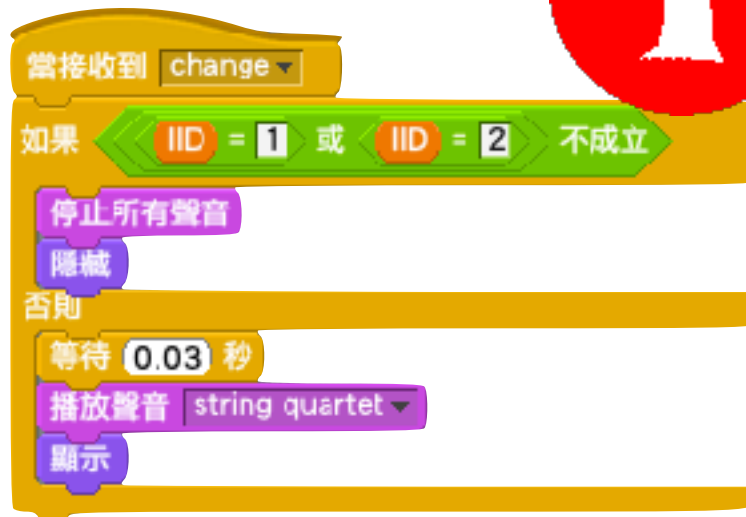 當接收到 change
如果 IID = 1 或 IID = 2 不成立
停止所有聲音
隱藏
否則
等待 0.03 秒
播放聲音 string quartet
顯示